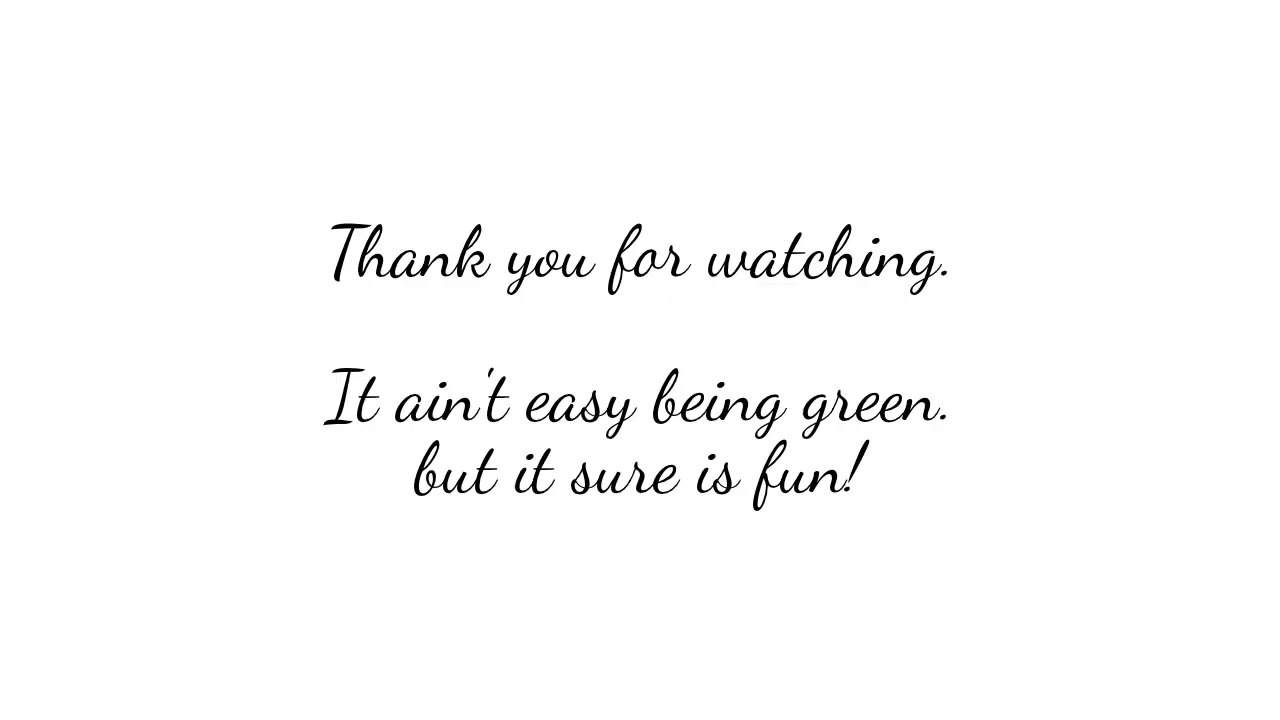 Thank you for watching.
It ain't easy being green.
but it sure is fun!